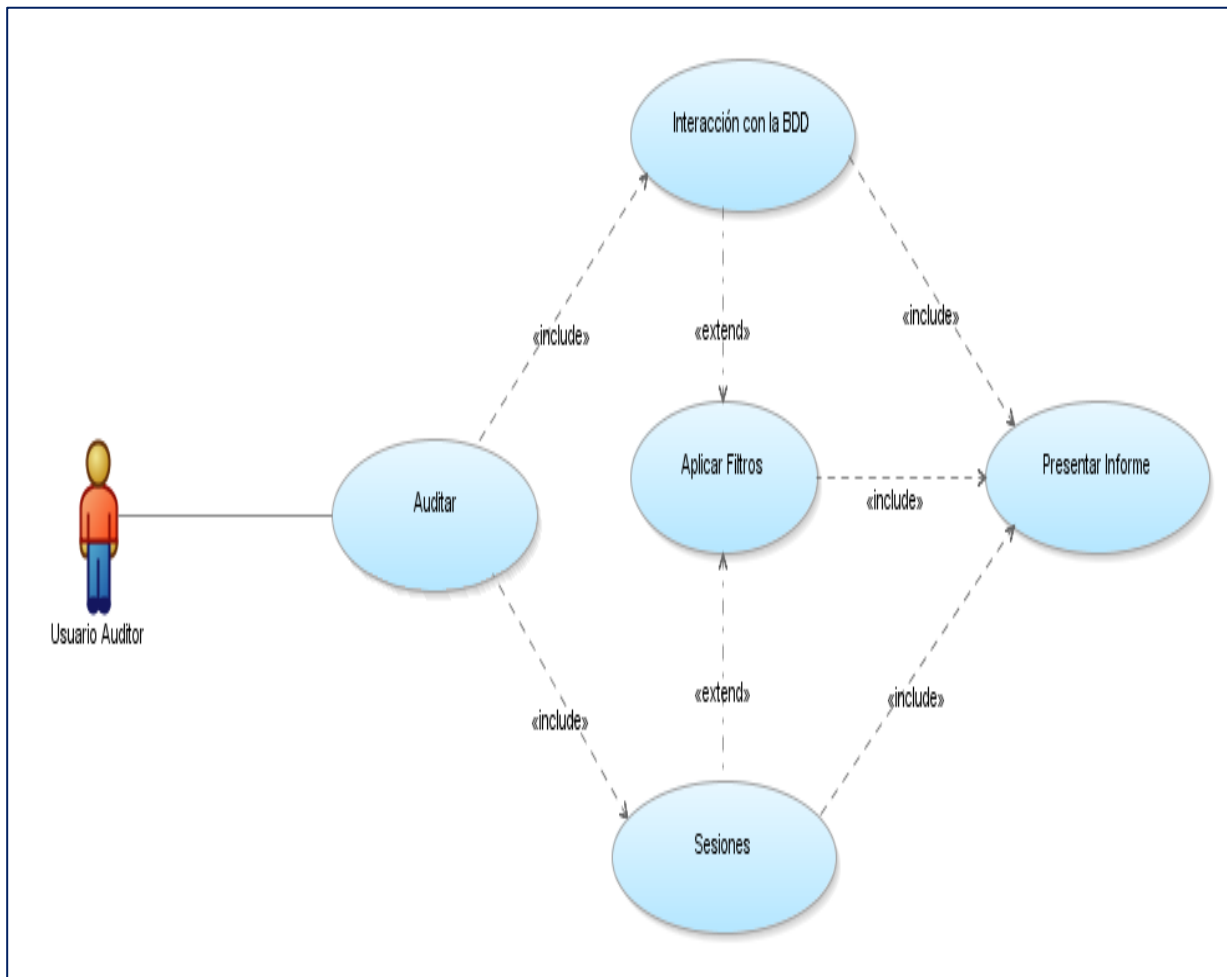 Interacción con la BDD
«include»
«extend»
«include»
Aplicar Filtros
Presentar Informe
Auditar
«include»
Usuario Auditor
«extend»
«include»
«include»
Sesiones